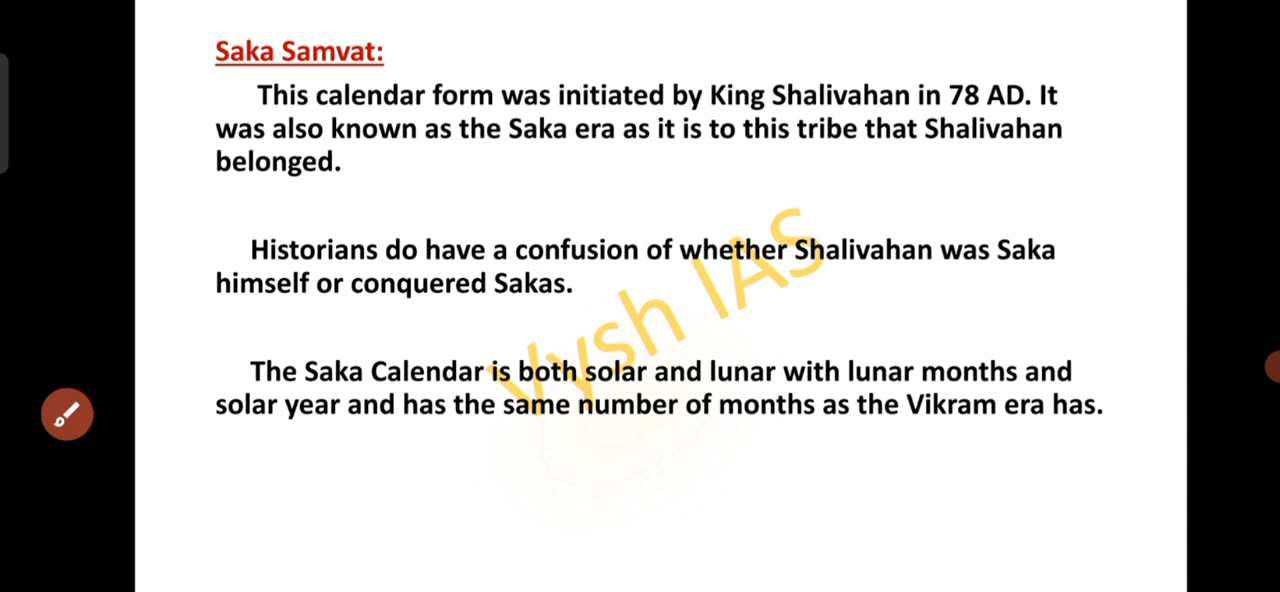 Saka Samvat:
This calendar form was initiated by King Shalivahan in 78 AD. It
was also known as the Saka era as it is to this tribe that Shalivahan
belonged.
Historians do have a confusion of whether Shalivahan was Saka
himself or conquered Sakas.
The Saka Calendar is both solar and lunar with lunar months and
solar year and has the same number of months as the Vikram era has.
Vysh IAS